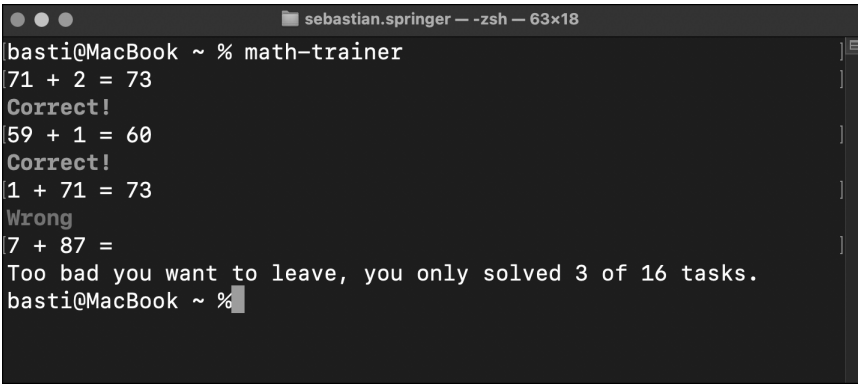 sebastian.springer — -zsh — 63×18
[basti@MacBook ~ % math-trainer ]
[71 + 2 = 73 ]
Correct!
[59 + 1 = 60 ]
Correct!
[1 + 71 = 73 ]
Wrong
[7 + 87 = ]
Too bad you want to leave, you only solved 3 of 16 tasks.
basti@MacBook ~ %